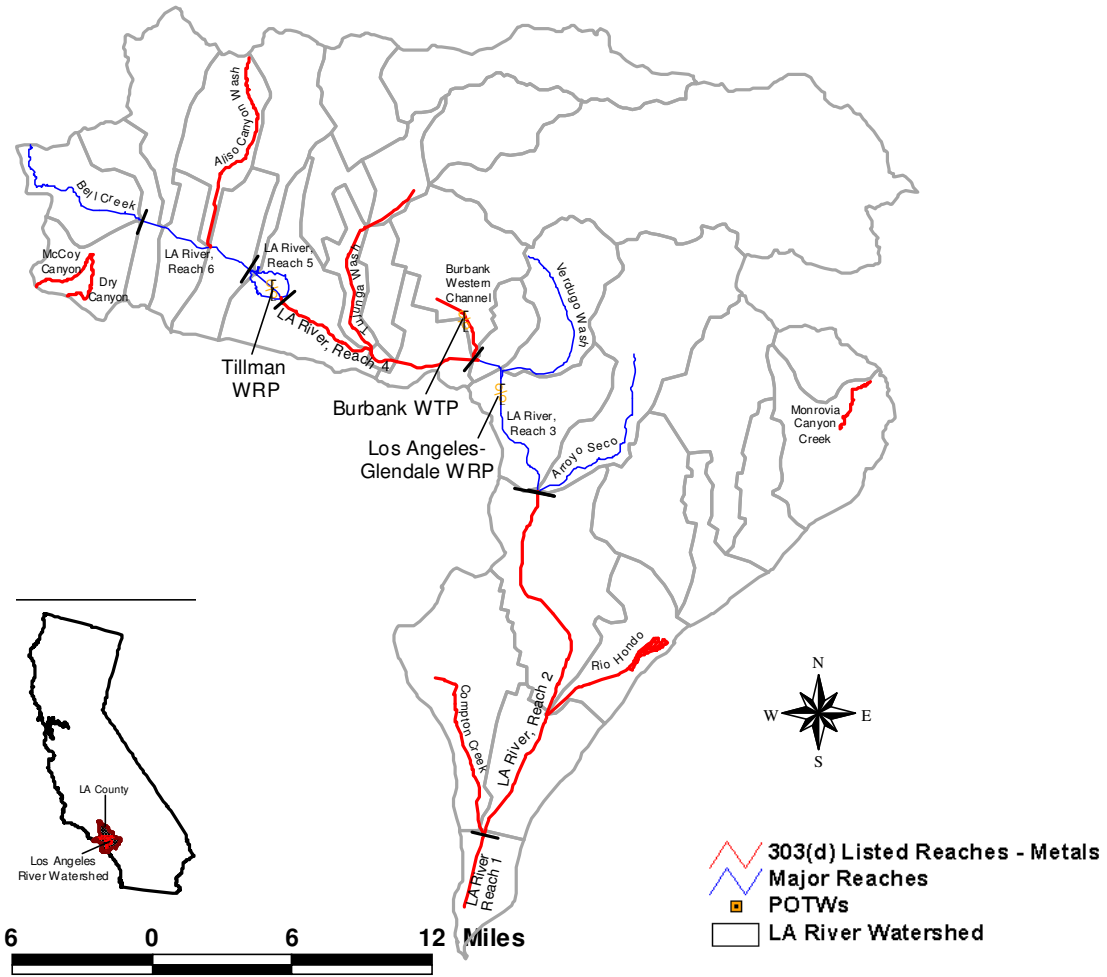 Aliso Canyon Wash
Bell Creek
McCoy
Canyon
Dry
Canyon
LA River,
Reach 6
LA River,
Reach 5
Tujunga Wash
LA River, Reach 4
Burbank
Western
Channel
Verdugo Wash
Tillman
WRP
Burbank WTP
Los Angeles-
Glendale WRP
LA River,
Reach 3
Arroyo Seco
Monrovia
Canyon
Creek
Rio Hondo
LA River, Reach 2
Compton Creek
LA River
Reach 1
N
W
E
S
LA County
Los Angeles
River Watershed
6 0 6 12 Miles
303(d) Listed Reaches - Metals
Major Reaches
POTWs
LA River Watershed